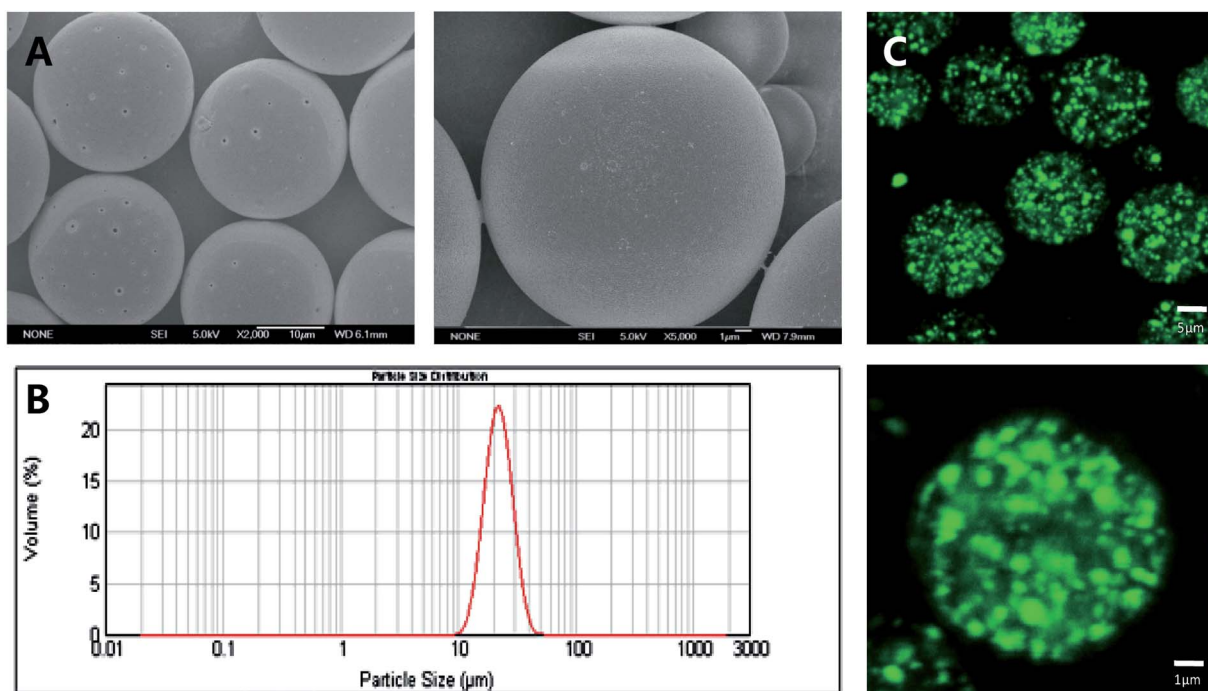 A
NONE SEI 5.0kV X2,000 10µm WD 6.1mm
NONE SEI 5.0kV X5,000 1µm WD 7.9mm
C
5µm
B
Particle Size Distribution
Volume (%)
20
15
10
5
0
0.01 0.1 1 10 100 1000 3000
Particle Size (µm)
1µm